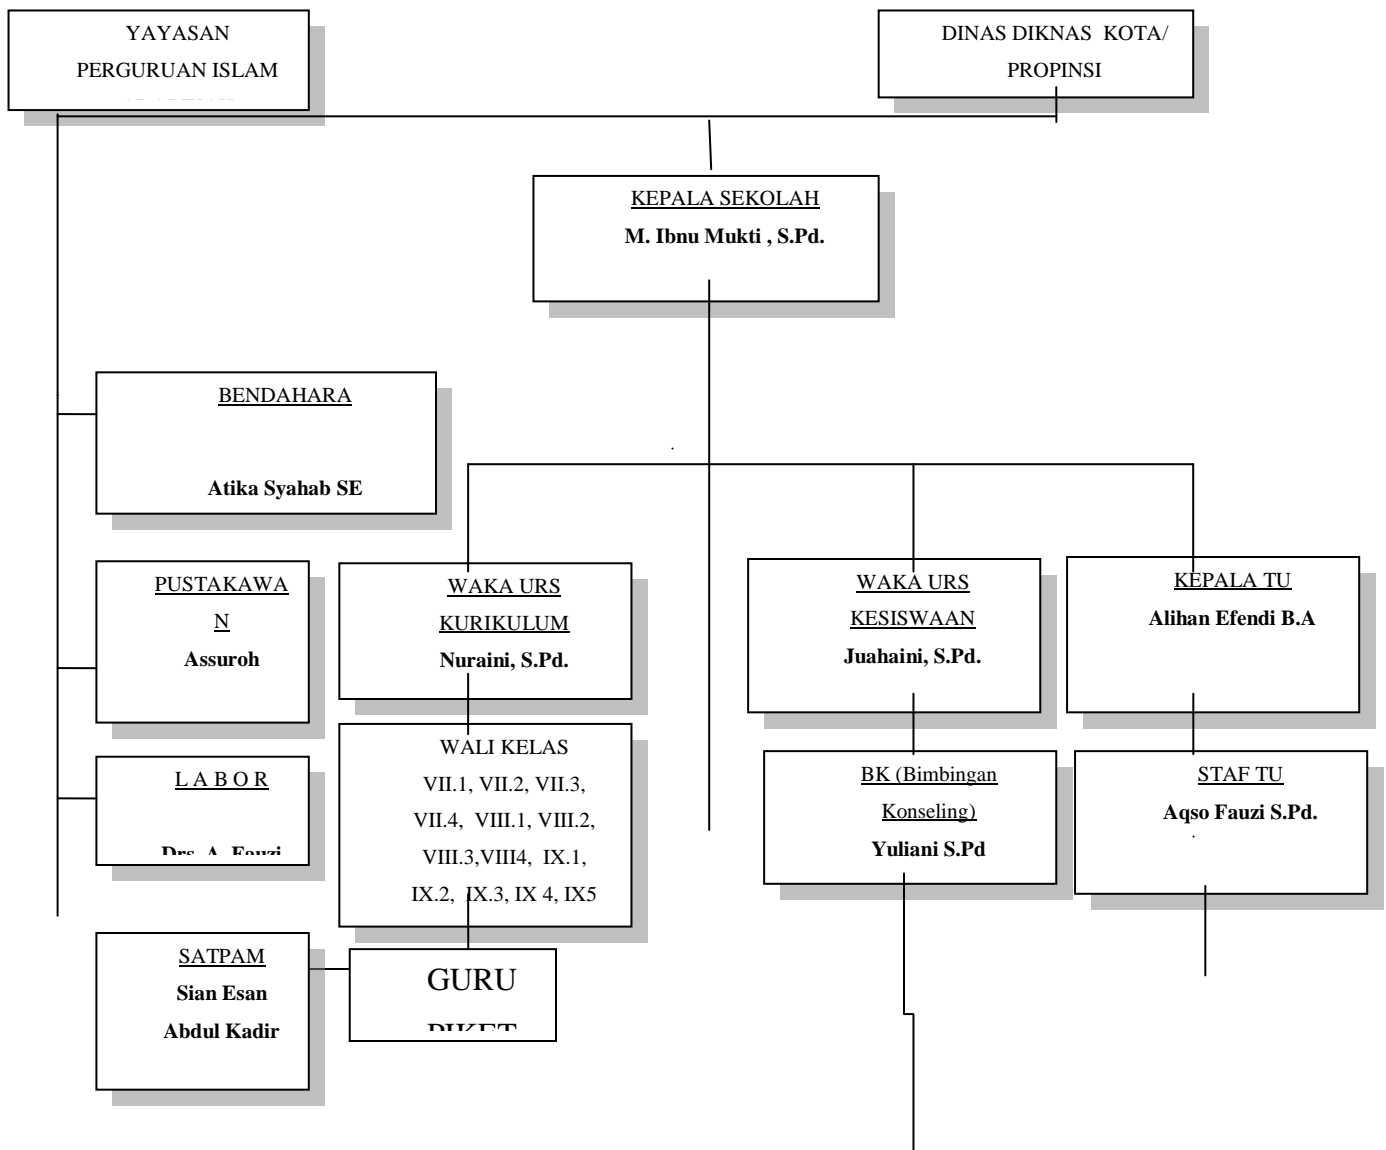 YAYASAN
PERGURUAN ISLAM
DINAS DIKNAS KOTA/
PROPINSI
KEPALA SEKOLAH
M. Ibnu Mukti , S.Pd.
BENDAHARA
Atika Syahab SE
PUSTAKAWA
N
Assuroh
WAKA URS
KURIKULUM
Nuraini, S.Pd.
WAKA URS
KESISWAAN
Juahaini, S.Pd.
KEPALA TU
Alihan Efendi B.A
L A B O R
Drs. A. Fauzi
WALI KELAS
VII.1, VII.2, VII.3,
VII.4, VIII.1, VIII.2,
VIII.3,VIII4, IX.1,
IX.2, IX.3, IX 4, IX5
BK (Bimbingan
Konseling)
Yuliani S.Pd
STAF TU
Aqso Fauzi S.Pd.
SATPAM
Sian Esan
Abdul Kadir
GURU
PIKET